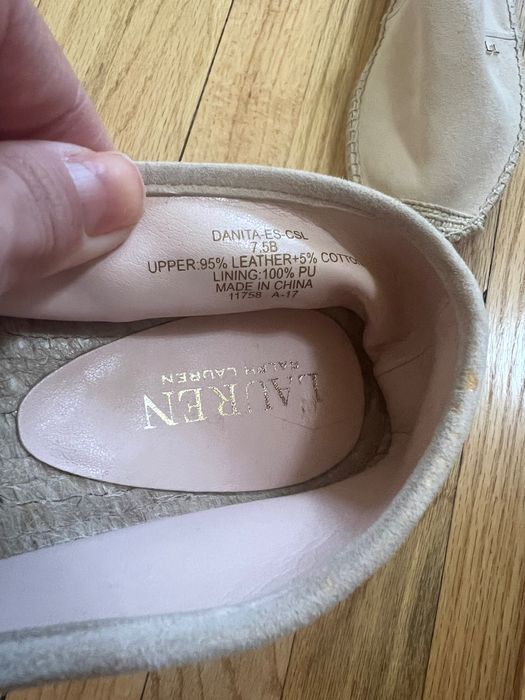 DANITA-ES-CSL
7.5B
UPPER:95% LEATHER+5% COTTO
LINING:100% PU
MADE IN CHINA
11758 A-17
LAUREN
RALPH LAUREN